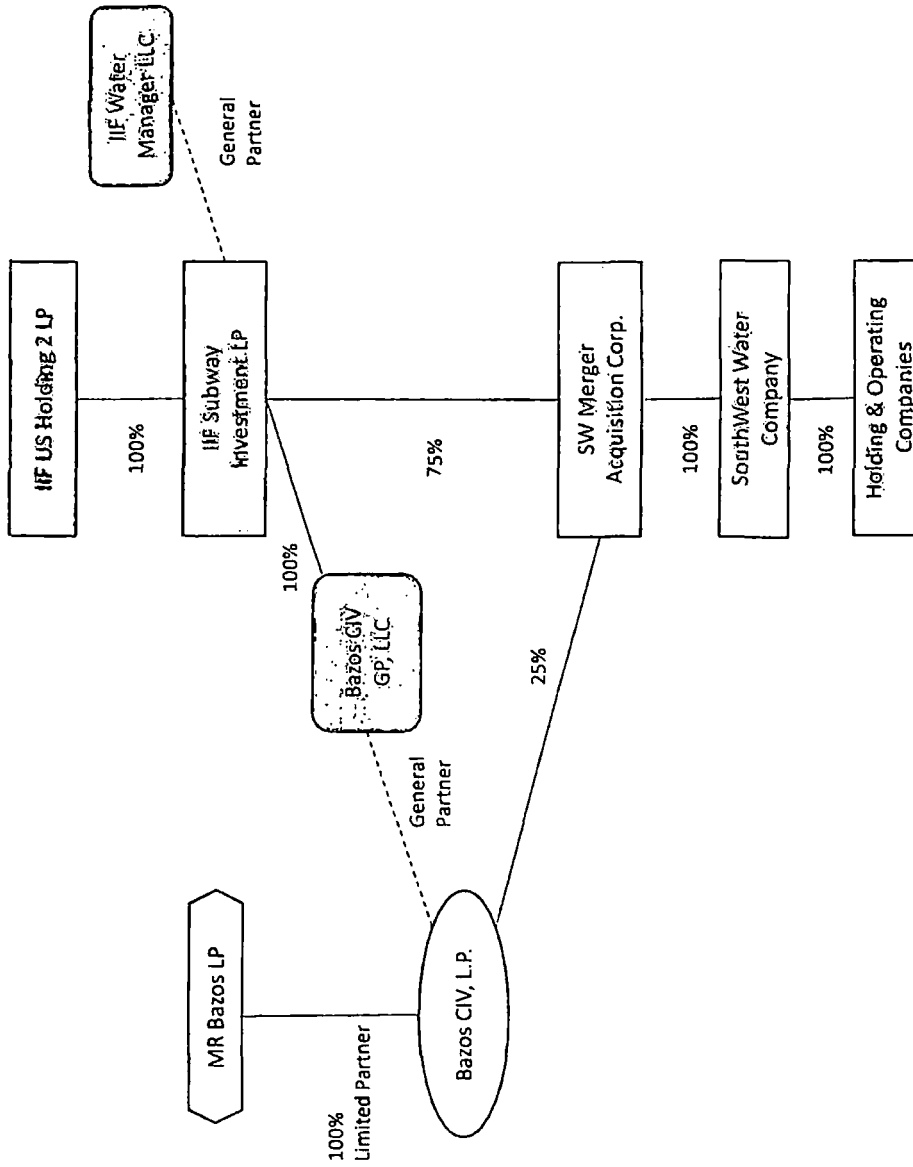 IIF US Holding 2 LP
100%
IIF Water
Manager LLC
General
Partner
IIF Subway
Investment LP
100%
Bazos CIV
GP, LLC
General
Partner
MR Bazos LP
100%
Limited Partner
Bazos CIV, L.P.
75%
25%
SW Merger
Acquisition Corp.
100%
SouthWest Water
Company
100%
Holding & Operating
Companies